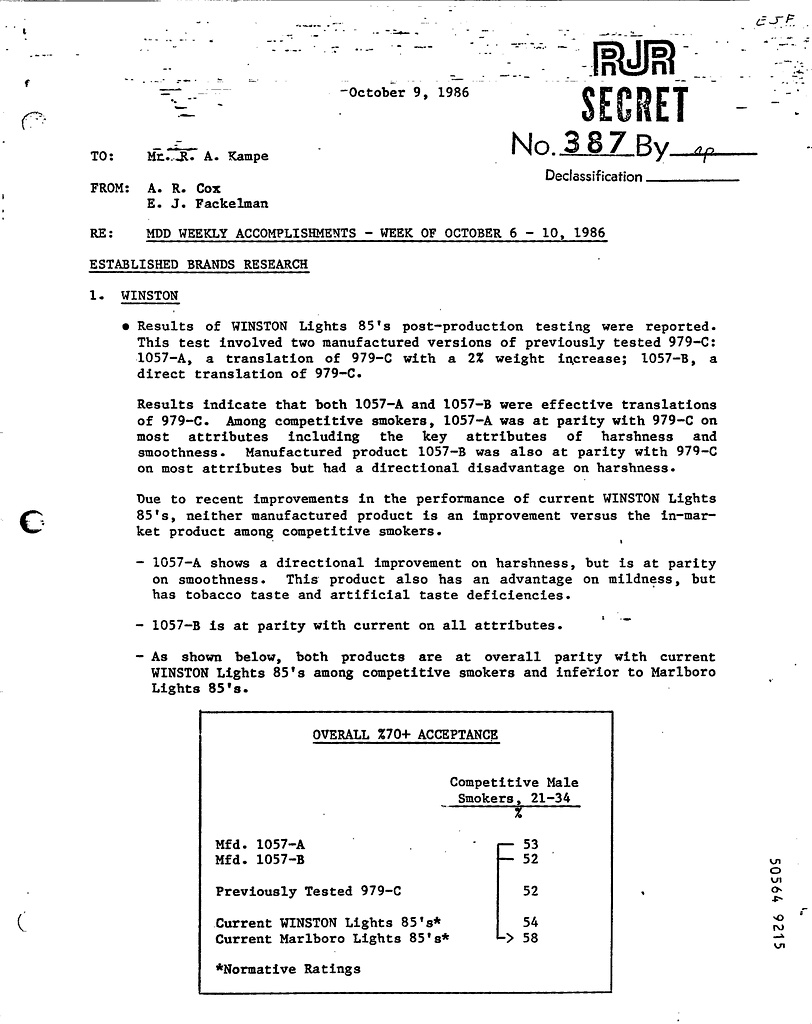 ESF
RJR
SECRET
October 9, 1986
No. 387 By ap
Declassification
TO: Mr. R. A. Kampe
FROM: A. R. Cox
E. J. Fackelman
RE: MDD WEEKLY ACCOMPLISHMENTS - WEEK OF OCTOBER 6 - 10, 1986
ESTABLISHED BRANDS RESEARCH
1. WINSTON
● Results of WINSTON Lights 85's post-production testing were reported.
This test involved two manufactured versions of previously tested 979-C:
1057-A, a translation of 979-C with a 2% weight increase; 1057-B, a
direct translation of 979-C.
Results indicate that both 1057-A and 1057-B were effective translations
of 979-C. Among competitive smokers, 1057-A was at parity with 979-C on
most attributes including the key attributes of harshness and
smoothness. Manufactured product 1057-B was also at parity with 979-C
on most attributes but had a directional disadvantage on harshness.
Due to recent improvements in the performance of current WINSTON Lights
85's, neither manufactured product is an improvement versus the in-mar-
ket product among competitive smokers.
- 1057-A shows a directional improvement on harshness, but is at parity
on smoothness. This product also has an advantage on mildness, but
has tobacco taste and artificial taste deficiencies.
- 1057-B is at parity with current on all attributes.
- As shown below, both products are at overall parity with current
WINSTON Lights 85's among competitive smokers and inferior to Marlboro
Lights 85's.
OVERALL %70+ ACCEPTANCE
Competitive Male
Smokers, 21-34
%
Mfd. 1057-A 53
Mfd. 1057-B 52
Previously Tested 979-C 52
Current WINSTON Lights 85's* 54
Current Marlboro Lights 85's* 58
*Normative Ratings
50564 9215